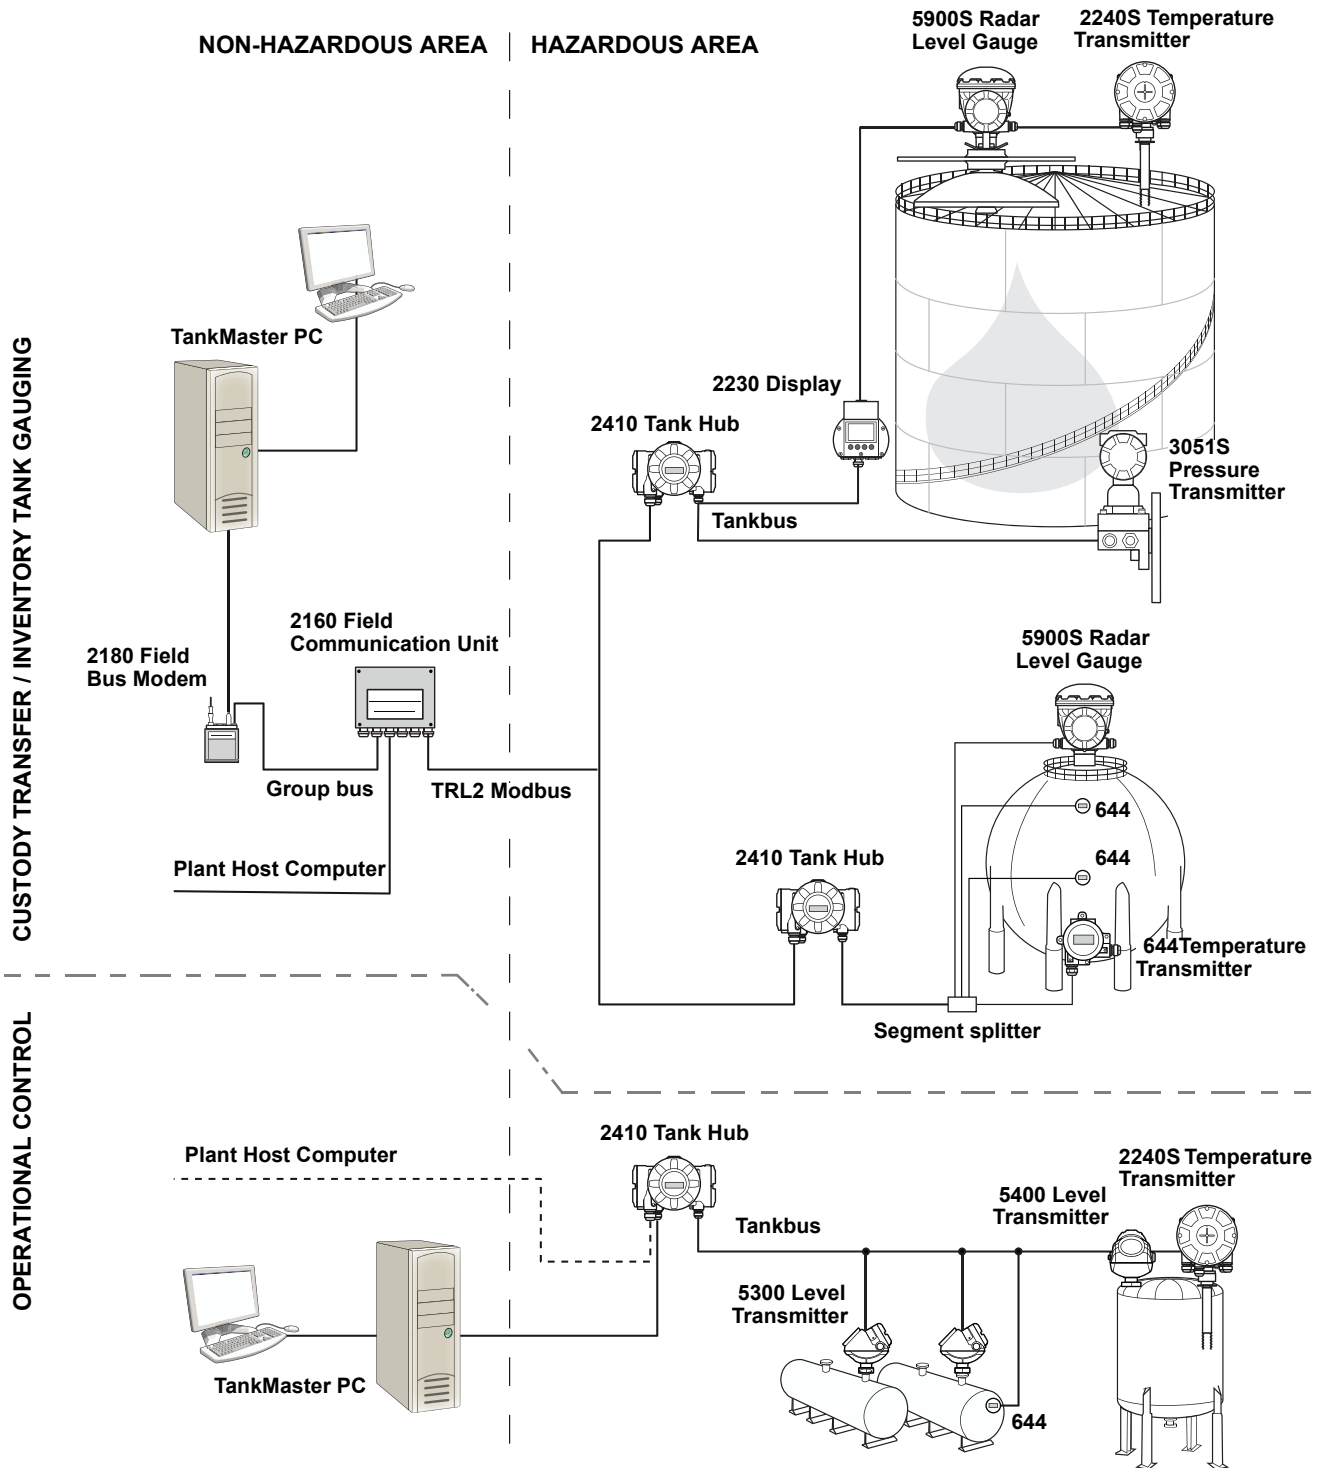 5900S Radar
Level Gauge
2240S Temperature
Transmitter
NON-HAZARDOUS AREA
HAZARDOUS AREA
CUSTODY TRANSFER / INVENTORY TANK GAUGING
TankMaster PC
2230 Display
2410 Tank Hub
3051S
Pressure
Transmitter
Tankbus
2160 Field
Communication Unit
2180 Field
Bus Modem
5900S Radar
Level Gauge
Group bus
TRL2 Modbus
644
Plant Host Computer
2410 Tank Hub
644
644Temperature
Transmitter
Segment splitter
OPERATIONAL CONTROL
2410 Tank Hub
Plant Host Computer
2240S Temperature
Transmitter
5400 Level
Transmitter
Tankbus
5300 Level
Transmitter
TankMaster PC
644